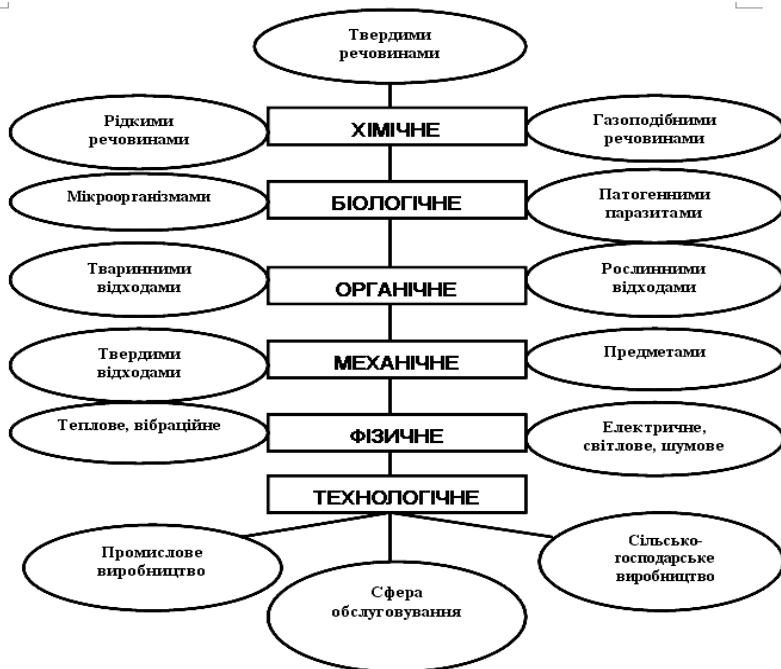 Твердими
речовинами
Рідкими
речовинами
ХІМІЧНЕ
Газоподібними
речовинами
Мікроорганізмами
БІОЛОГІЧНЕ
Патогенними
паразитами
Тваринними
відходами
ОРГАНІЧНЕ
Рослинними
відходами
Твердими
відходами
МЕХАНІЧНЕ
Предметами
Теплове, вібраційне
ФІЗИЧНЕ
Електричне,
світлове, шумове
ТЕХНОЛОГІЧНЕ
Промислове
виробництво
Сфера
обслуговування
Сільсько-
господарське
виробництво